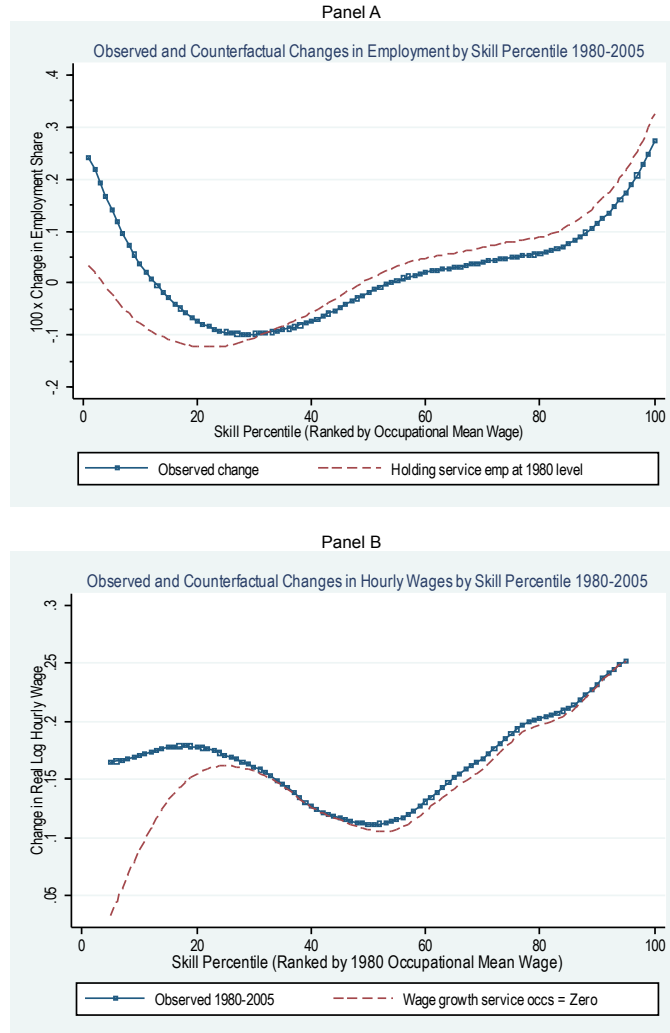 Panel A
Observed and Counterfactual Changes in Employment by Skill Percentile 1980-2005
100 x Change in Employment Share
.4
.3
.2
.1
0
-.1
-.2
0 20 40 60 80 100
Skill Percentile (Ranked by Occupational Mean Wage)
Observed change Holding service emp at 1980 level
Panel B
Observed and Counterfactual Changes in Hourly Wages by Skill Percentile 1980-2005
Change in Real Log Hourly Wage
.3
.25
.2
.15
.1
.05
0 20 40 60 80 100
Skill Percentile (Ranked by 1980 Occupational Mean Wage)
Observed 1980-2005 Wage growth service occs = Zero